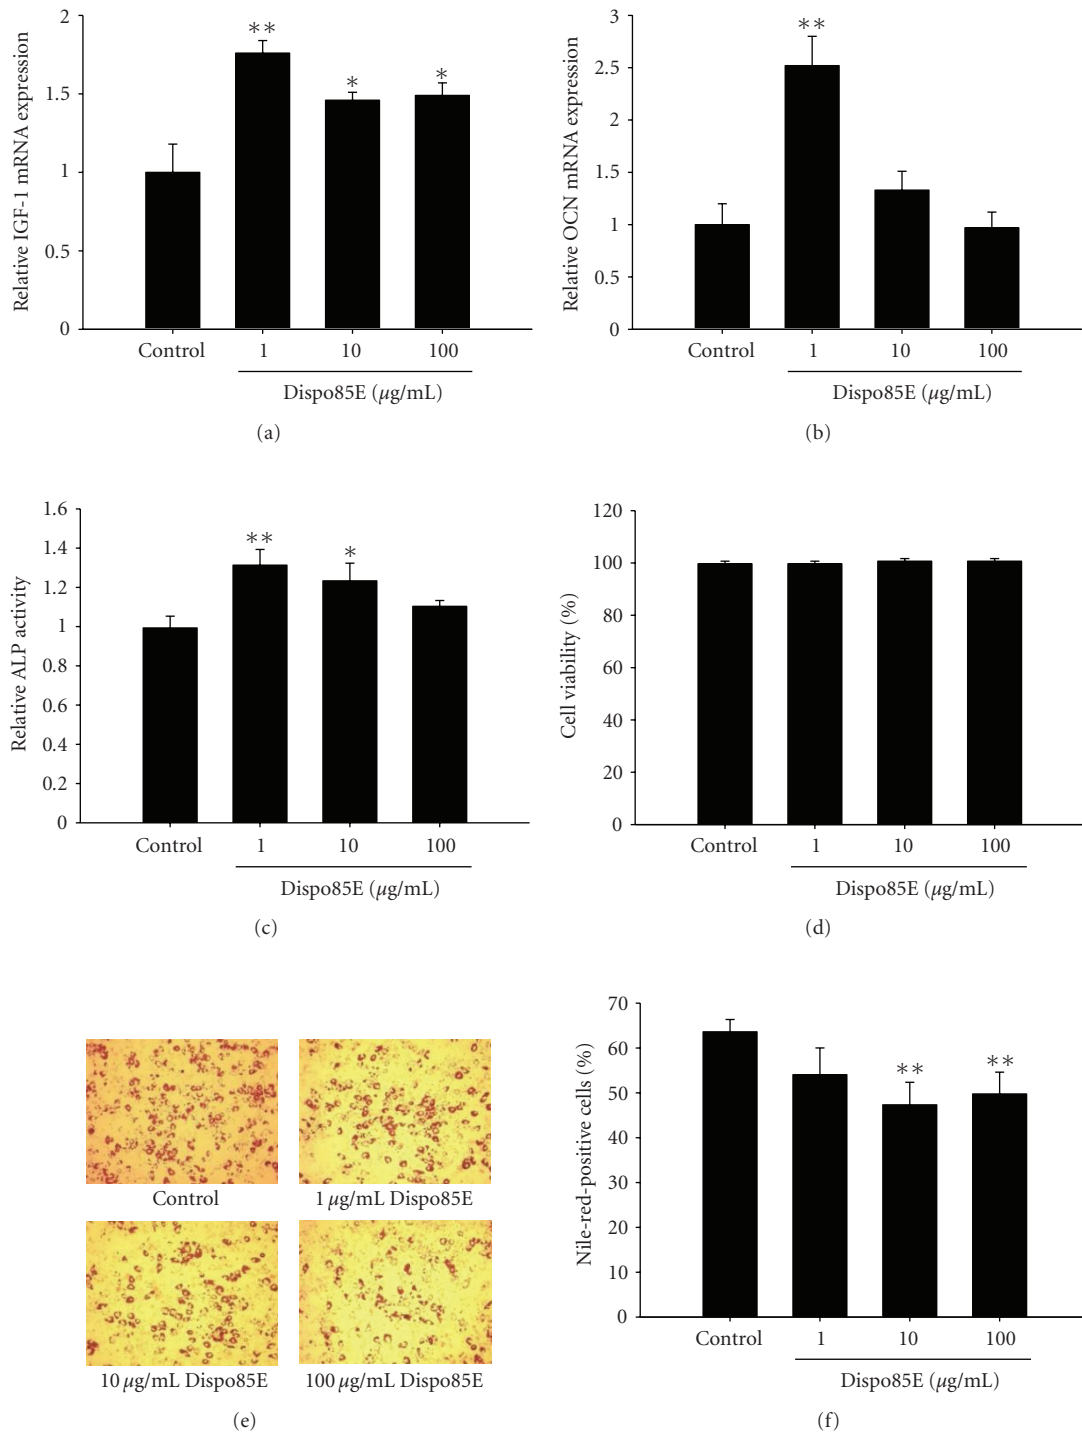 Relative IGF-1 mRNA expression
2
1.5
1
0.5
0
**
*
*
Control 1 10 100
Dispo85E (µg/mL)
(a)
Relative OCN mRNA expression
3
2.5
2
1.5
1
0.5
0
**
Control 1 10 100
Dispo85E (µg/mL)
(b)
Relative ALP activity
1.6
1.4
1.2
1
0.8
0.6
0.4
0.2
0
**
*
Control 1 10 100
Dispo85E (µg/mL)
(c)
Cell viability (%)
120
100
80
60
40
20
0
Control 1 10 100
Dispo85E (µg/mL)
(d)
Control 1 µg/mL Dispo85E
10 µg/mL Dispo85E 100 µg/mL Dispo85E
(e)
Nile-red-positive cells (%)
70
60
50
40
30
20
10
0
**
**
Control 1 10 100
Dispo85E (µg/mL)
(f)